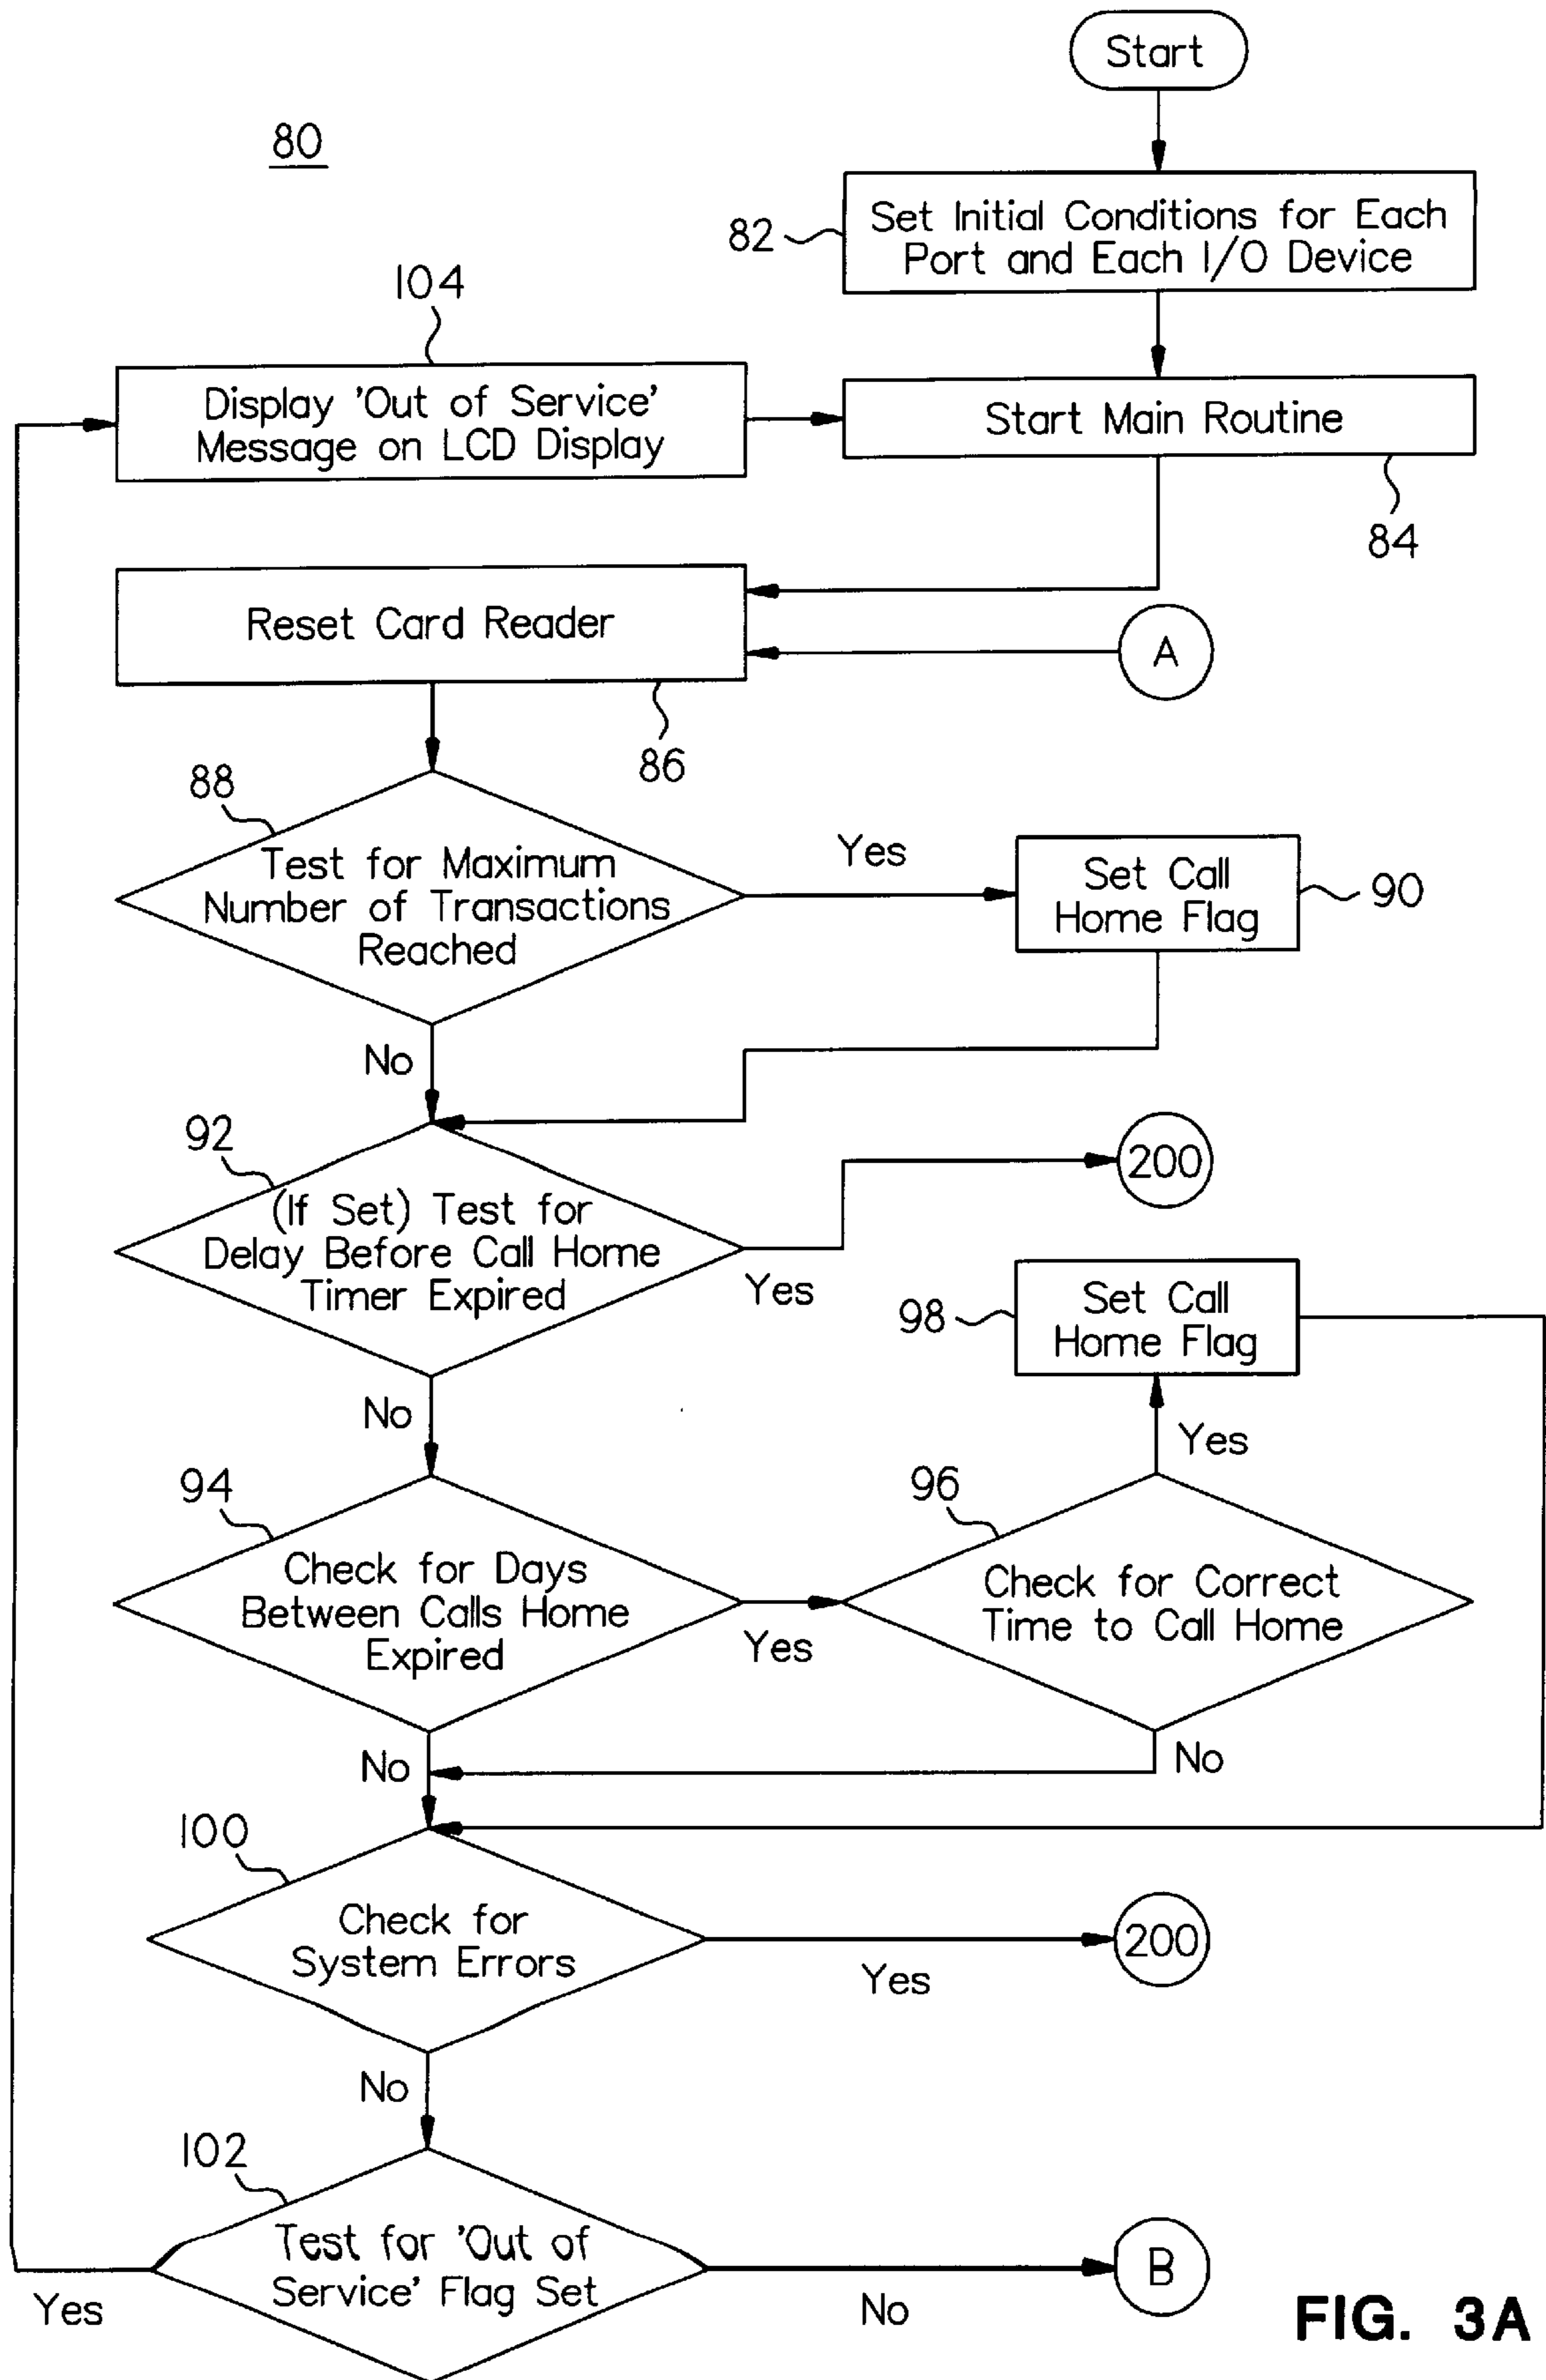 Start
80
82
Set Initial Conditions for Each
Port and Each I/O Device
104
Display 'Out of Service'
Message on LCD Display
Start Main Routine
84
Reset Card Reader
A
86
88
Test for Maximum
Number of Transactions
Reached
Yes
Set Call
Home Flag
90
No
92
(If Set) Test for
Delay Before Call Home
Timer Expired
Yes
200
98
Set Call
Home Flag
No
Yes
94
Check for Days
Between Calls Home
Expired
Yes
96
Check for Correct
Time to Call Home
No
No
100
Check for
System Errors
Yes
200
No
102
Test for 'Out of
Service' Flag Set
Yes
No
B
FIG. 3A